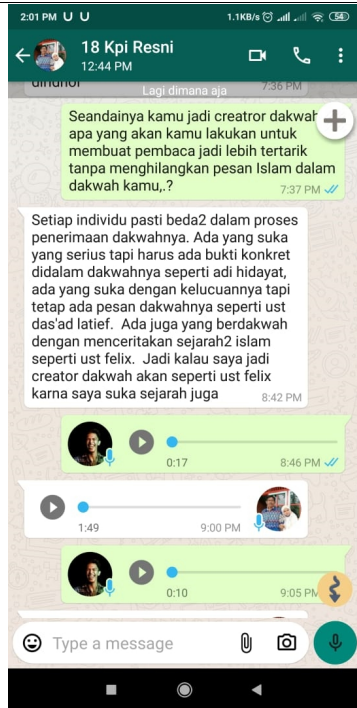 2:01 PM U U 1.1KB/s 54
18 Kpi Resni
12:44 PM
Lagi dimana aja
7:36 PM
Seandainya kamu jadi creatror dakwah
apa yang akan kamu lakukan untuk
membuat pembaca jadi lebih tertarik
tanpa menghilangkan pesan Islam dalam
dakwah kamu,.?
7:37 PM
Setiap individu pasti beda2 dalam proses
penerimaan dakwahnya. Ada yang suka
yang serius tapi harus ada bukti konkret
didalam dakwahnya seperti adi hidayat,
ada yang suka dengan kelucuannya tapi
tetap ada pesan dakwahnya seperti ust
das'ad latief. Ada juga yang berdakwah
dengan menceritakan sejarah2 islam
seperti ust felix. Jadi kalau saya jadi
creator dakwah akan seperti ust felix
karna saya suka sejarah juga
8:42 PM
0:17 8:46 PM
1:49 9:00 PM
0:10 9:05 PM
Type a message